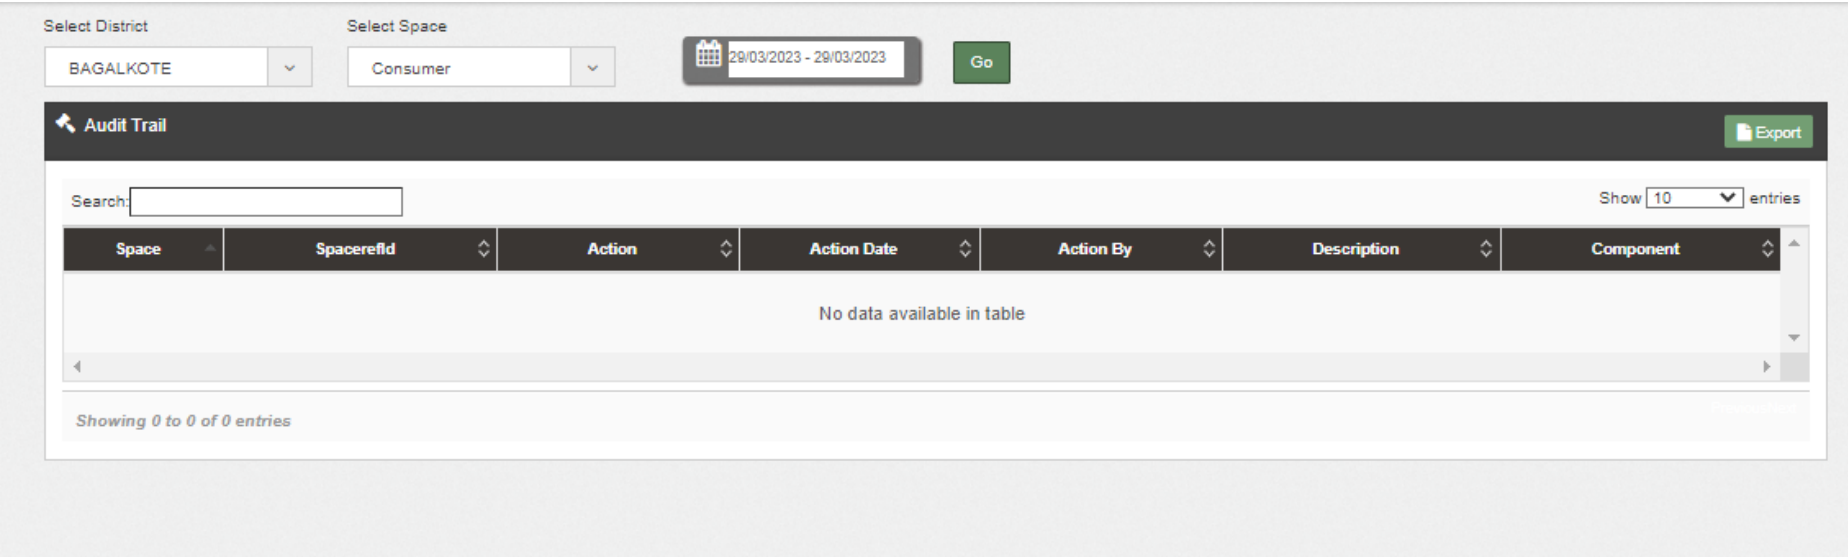 Select District
Select Space
BAGALKOTE
Consumer
29/03/2023 - 29/03/2023
Go
Audit Trail
Export
Search:
Show 10 entries
Space SpacerefId Action Action Date Action By Description Component
No data available in table
Showing 0 to 0 of 0 entries